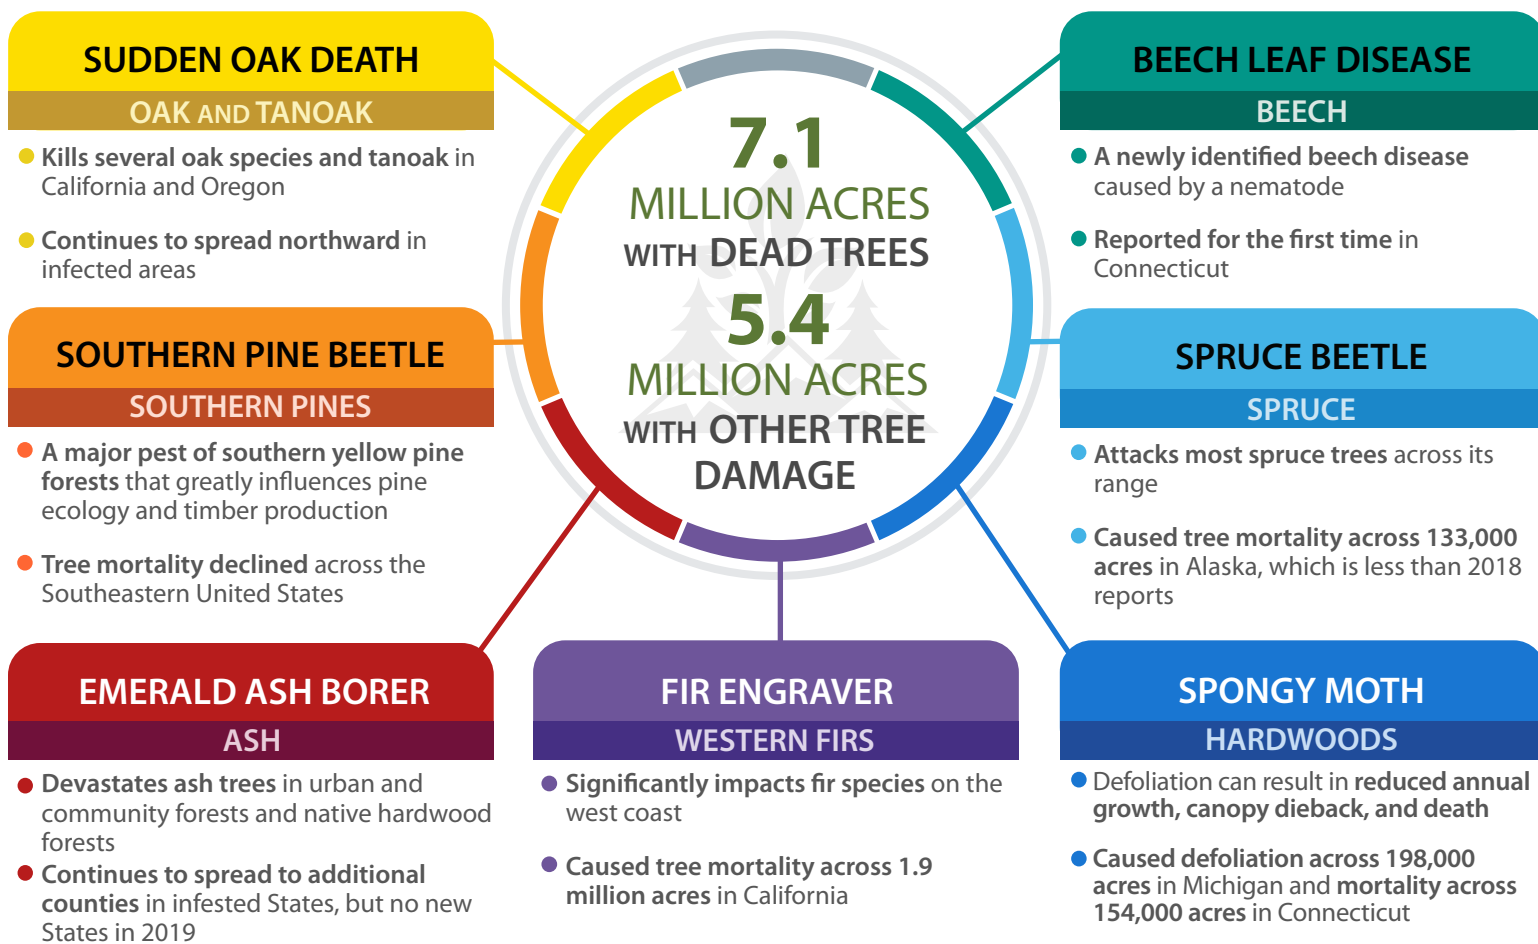 SUDDEN OAK DEATH
OAK AND TANOAK
Kills several oak species and tanoak in
California and Oregon
Continues to spread northward in
infected areas
SOUTHERN PINE BEETLE
SOUTHERN PINES
A major pest of southern yellow pine
forests that greatly influences pine
ecology and timber production
Tree mortality declined across the
Southeastern United States
EMERALD ASH BORER
ASH
Devastates ash trees in urban and
community forests and native hardwood
forests
Continues to spread to additional
counties in infested States, but no new
States in 2019
7.1
MILLION ACRES
WITH DEAD TREES
5.4
MILLION ACRES
WITH OTHER TREE
DAMAGE
FIR ENGRAVER
WESTERN FIRS
Significantly impacts fir species on the
west coast
Caused tree mortality across 1.9
million acres in California
BEECH LEAF DISEASE
BEECH
A newly identified beech disease
caused by a nematode
Reported for the first time in
Connecticut
SPRUCE BEETLE
SPRUCE
Attacks most spruce trees across its
range
Caused tree mortality across 133,000
acres in Alaska, which is less than 2018
reports
SPONGY MOTH
HARDWOODS
Defoliation can result in reduced annual
growth, canopy dieback, and death
Caused defoliation across 198,000
acres in Michigan and mortality across
154,000 acres in Connecticut